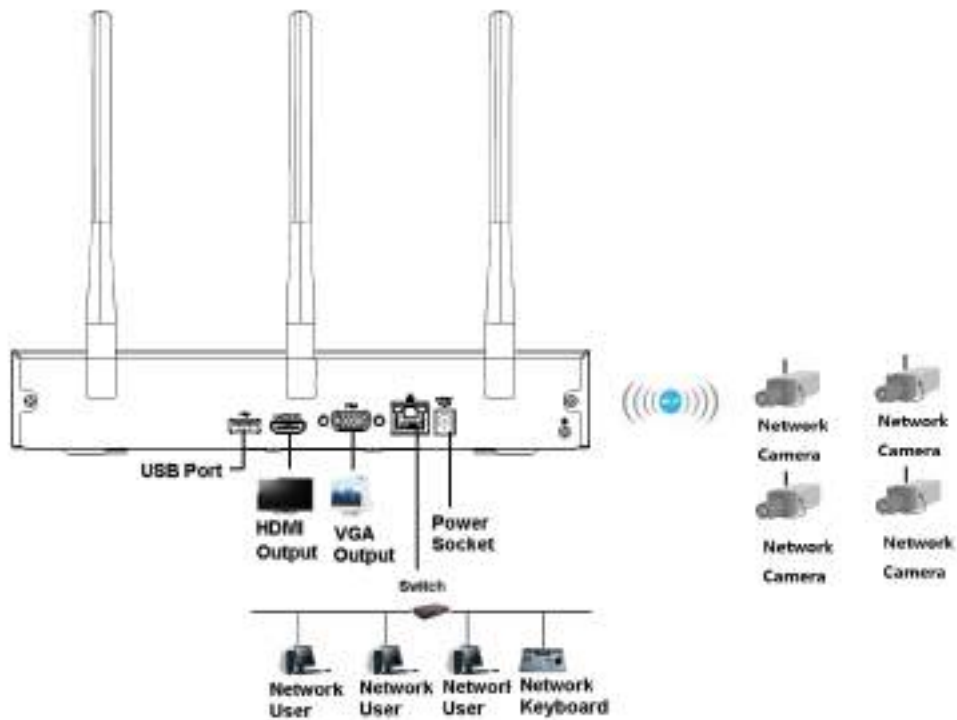 USB Port
HDMI
Output
VGA
Output
Power
Socket
Switch
Network
User
Network
User
Network
User
Network
Keyboard
Network
Camera
Network
Camera
Network
Camera
Network
Camera